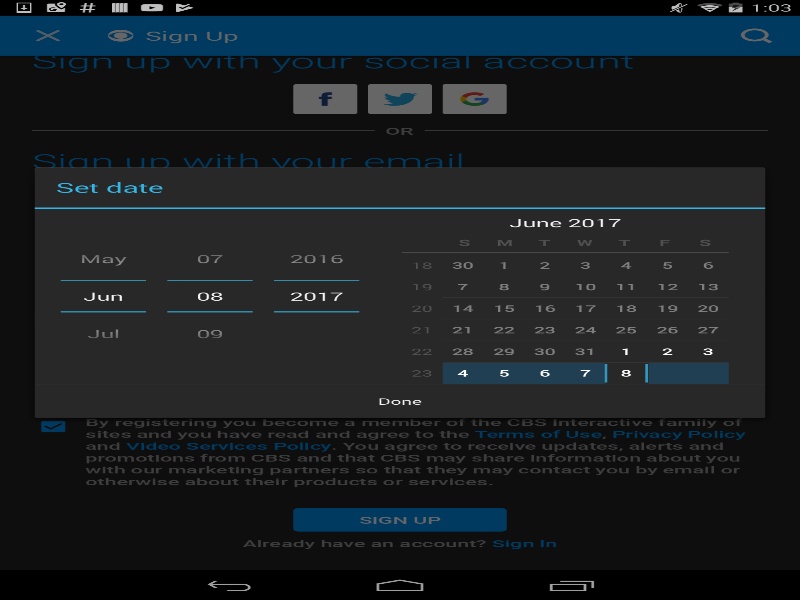 1:03
Sign Up
Sign up with your social account
OR
Sign up with your email
Set date
May 07 2016
Jun 08 2017
Jul 09
June 2017
S M T W T F S
18 30 1 2 3 4 5 6
19 7 8 9 10 11 12 13
20 14 15 16 17 18 19 20
21 21 22 23 24 25 26 27
22 28 29 30 31 1 2 3
23 4 5 6 7 8
Done
By registering you become a member of the CBS Interactive family of
sites and you have read and agree to the Terms of Use, Privacy Policy
and Video Services Policy. You agree to receive updates, alerts and
promotions from CBS and that CBS may share information about you
with our marketing partners so that they may contact you by email or
otherwise about their products or services.
SIGN UP
Already have an account? Sign In